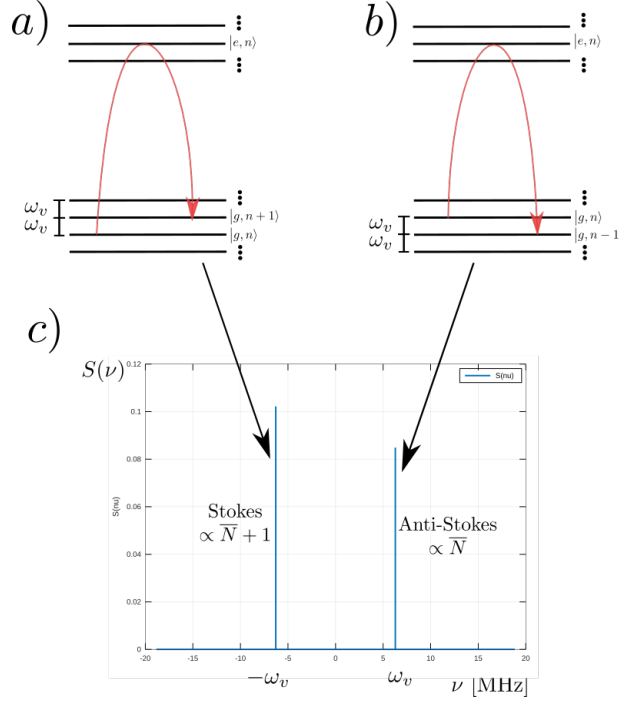 a)
|e, n⟩
ω_v
ω_v
|g, n + 1⟩
|g, n⟩
b)
|e, n⟩
ω_v
ω_v
|g, n⟩
|g, n − 1
c)
S(ν)
S(nu)
S(nu)
0.12
0.1
0.08
0.06
0.04
0.02
0
Stokes
∝ N̅ + 1
Anti-Stokes
∝ N̅
-20 -15 -10 -5 0 5 10 15 20
−ω_v ω_v ν [MHz]